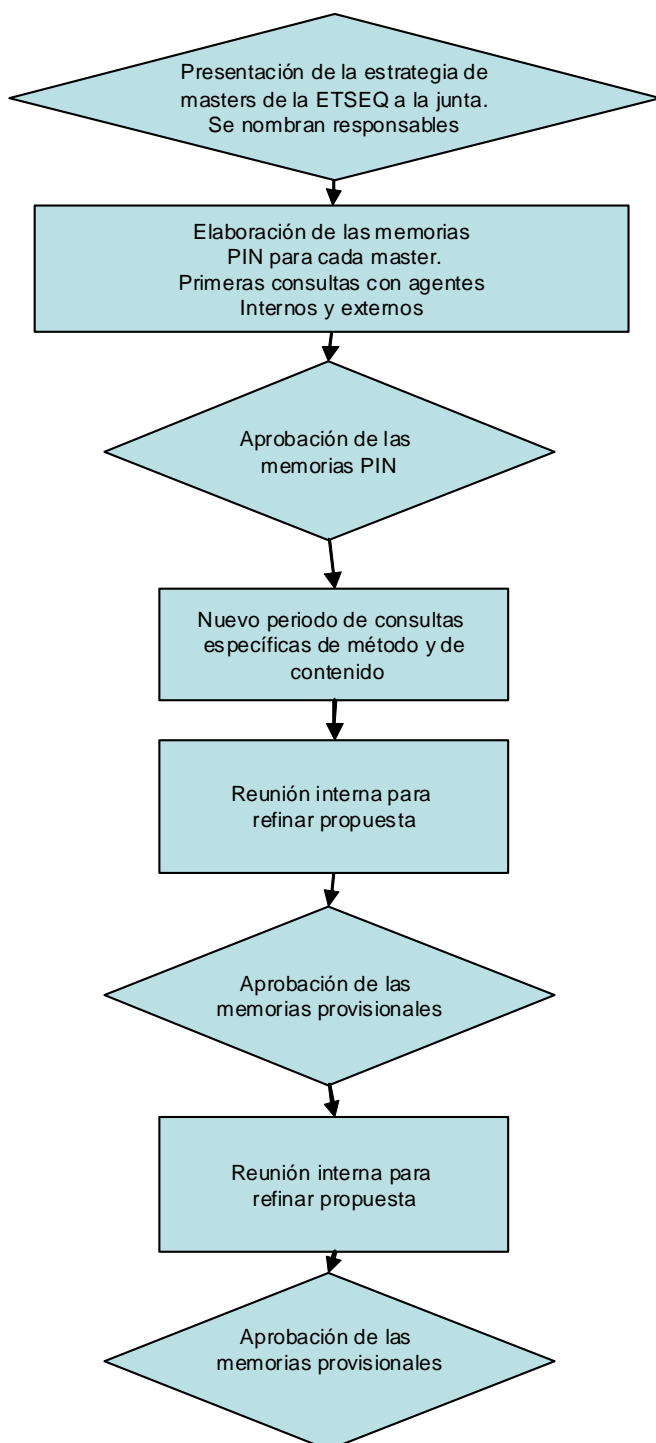 Presentación de la estrategia de
masters de la ETSEQ a la junta.
Se nombran responsables
Elaboración de las memorias
PIN para cada master.
Primeras consultas con agentes
Internos y externos
Aprobación de las
memorias PIN
Nuevo periodo de consultas
específicas de método y de
contenido
Reunión interna para
refinar propuesta
Aprobación de las
memorias provisionales
Reunión interna para
refinar propuesta
Aprobación de las
memorias provisionales